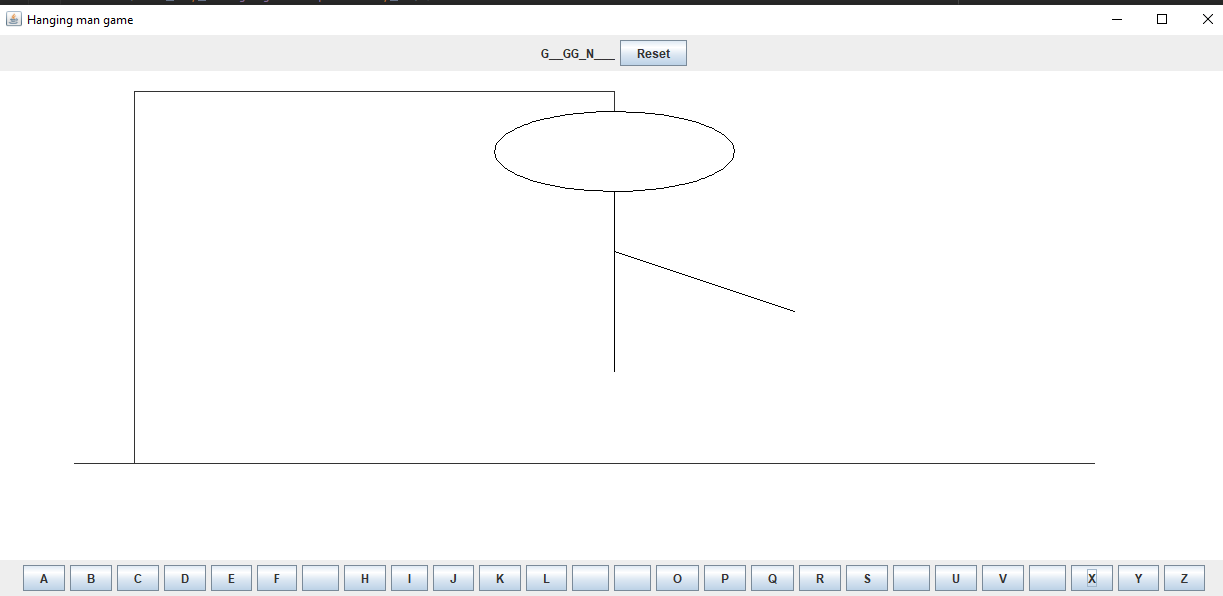 Hanging man game
G__GG_N___ Reset
A B C D E F H I J K L O P Q R S U V X Y Z